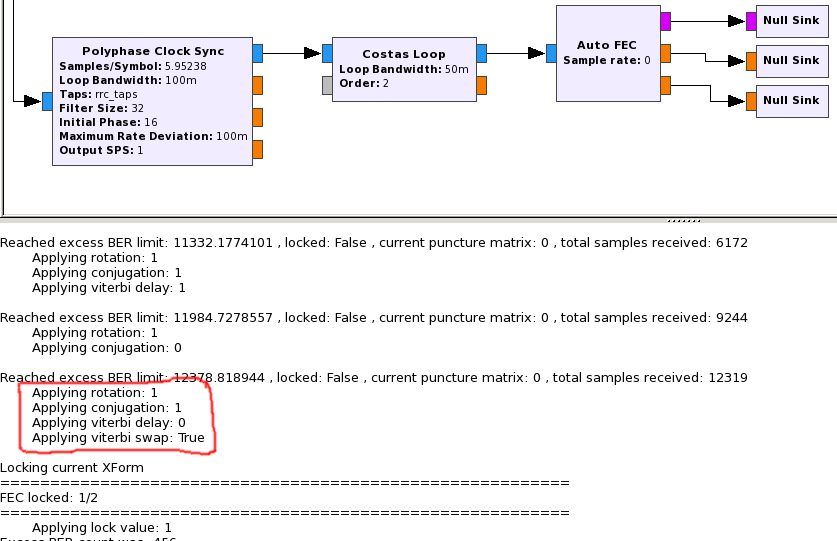 Polyphase Clock Sync
Samples/Symbol: 5.95238
Loop Bandwidth: 100m
Taps: rrc_taps
Filter Size: 32
Initial Phase: 16
Maximum Rate Deviation: 100m
Output SPS: 1
Costas Loop
Loop Bandwidth: 50m
Order: 2
Auto FEC
Sample rate: 0
Null Sink
Null Sink
Null Sink
Reached excess BER limit: 11332.1774101 , locked: False , current puncture matrix: 0 , total samples received: 6172
Applying rotation: 1
Applying conjugation: 1
Applying viterbi delay: 1
Reached excess BER limit: 11984.7278557 , locked: False , current puncture matrix: 0 , total samples received: 9244
Applying rotation: 1
Applying conjugation: 0
Reached excess BER limit: 12378.818944 , locked: False , current puncture matrix: 0 , total samples received: 12319
Applying rotation: 1
Applying conjugation: 1
Applying viterbi delay: 0
Applying viterbi swap: True
Locking current XForm
=========================================================
FEC locked: 1/2
=========================================================
Applying lock value: 1
Excess BER count was: 456